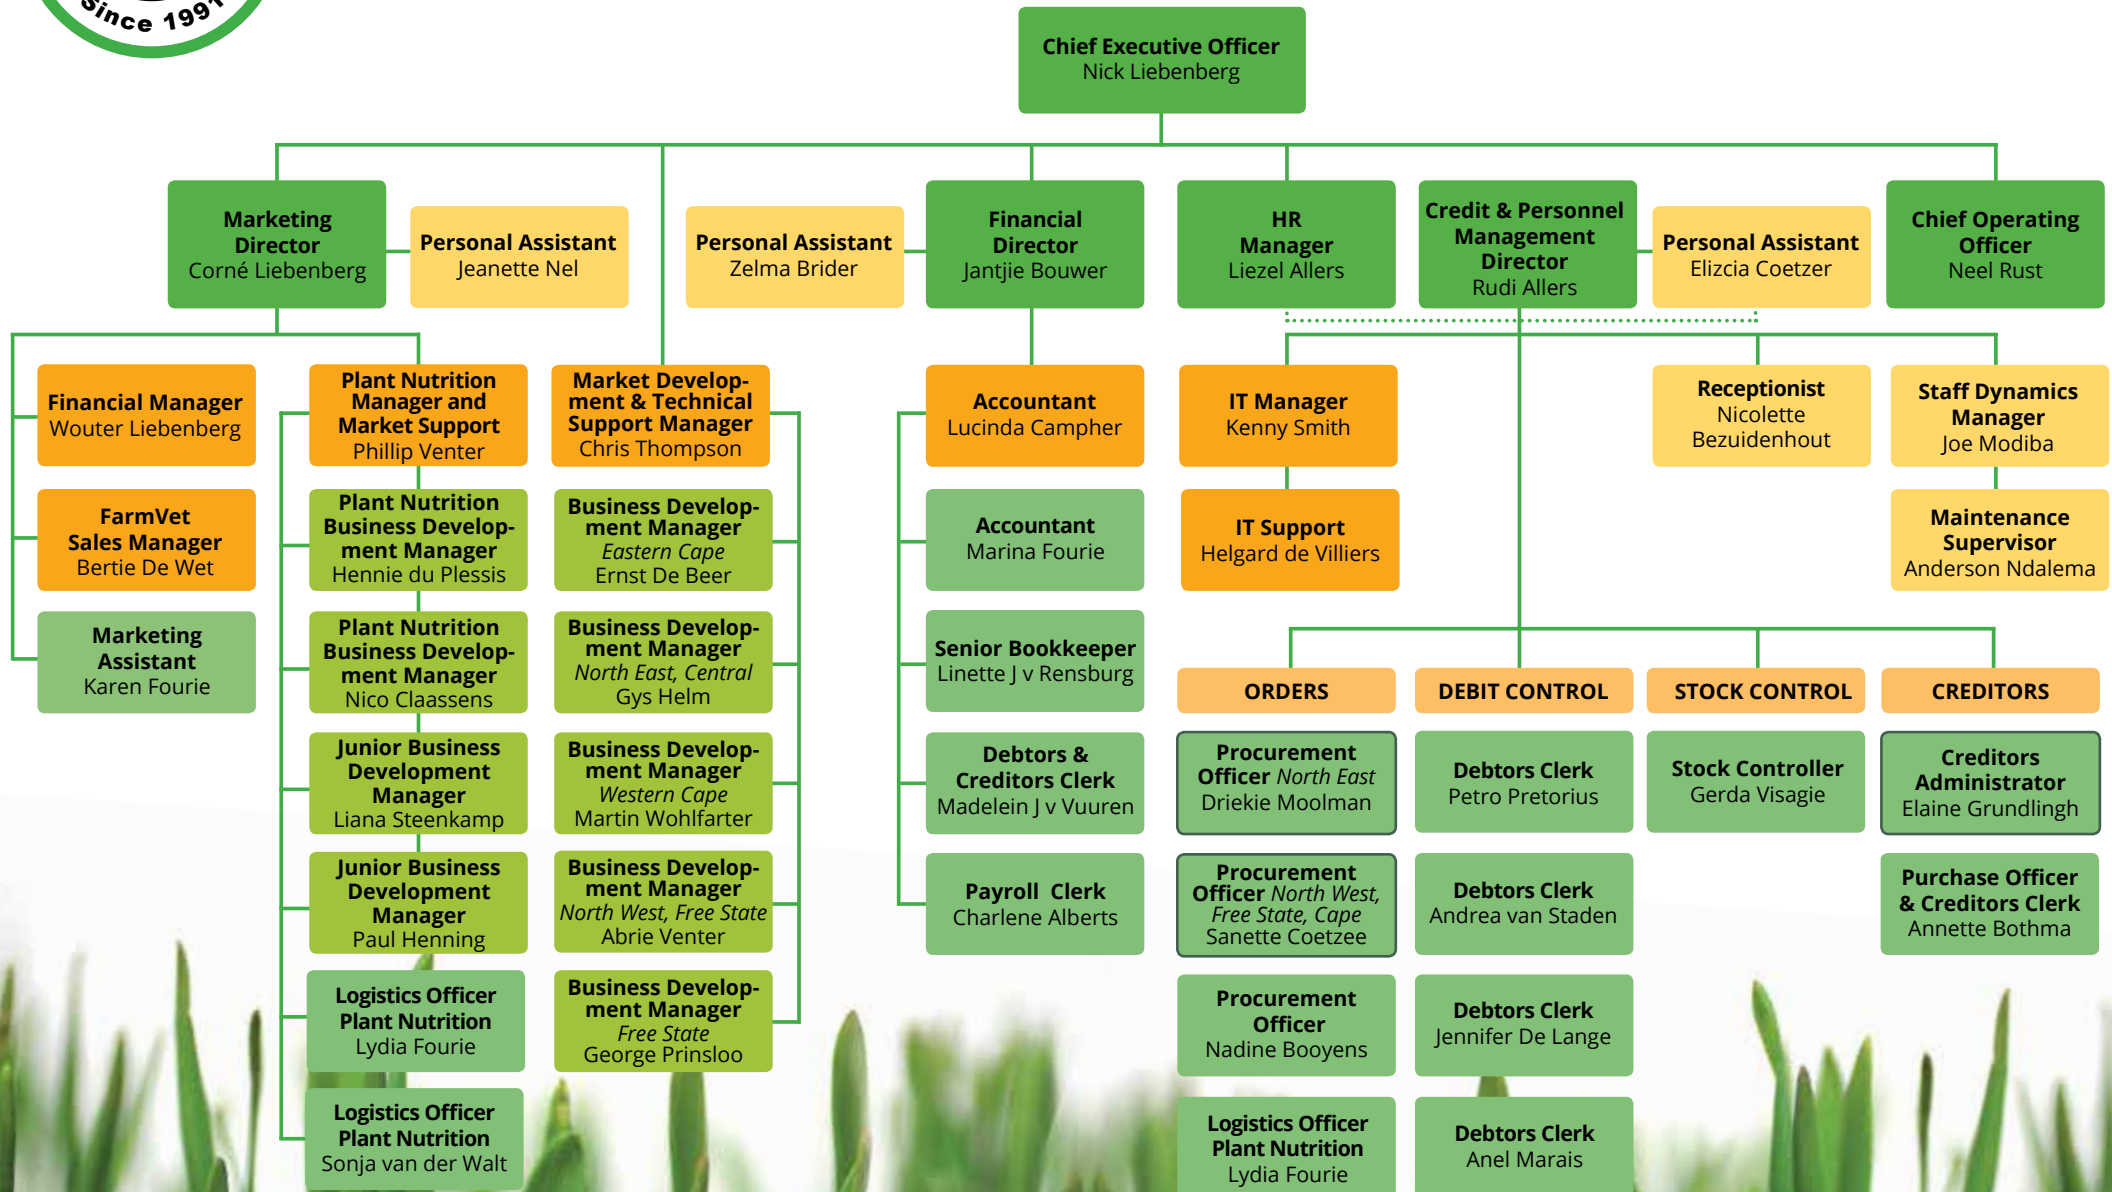 Since 1991
Chief Executive Officer
Nick Liebenberg
Marketing
Director
Corné Liebenberg
Personal Assistant
Jeanette Nel
Personal Assistant
Zelma Brider
Financial
Director
Jantjie Bouwer
HR
Manager
Liezel Allers
Credit & Personnel
Management
Director
Rudi Allers
Personal Assistant
Elizcia Coetzer
Chief Operating
Officer
Neel Rust
Financial Manager
Wouter Liebenberg
FarmVet
Sales Manager
Bertie De Wet
Marketing
Assistant
Karen Fourie
Plant Nutrition
Manager and
Market Support
Phillip Venter
Plant Nutrition
Business Develop-
ment Manager
Hennie du Plessis
Plant Nutrition
Business Develop-
ment Manager
Nico Claassens
Junior Business
Development
Manager
Liana Steenkamp
Junior Business
Development
Manager
Paul Henning
Logistics Officer
Plant Nutrition
Lydia Fourie
Logistics Officer
Plant Nutrition
Sonja van der Walt
Market Develop-
ment & Technical
Support Manager
Chris Thompson
Business Develop-
ment Manager
Eastern Cape
Ernst De Beer
Business Develop-
ment Manager
North East, Central
Gys Helm
Business Develop-
ment Manager
Western Cape
Martin Wohlfarter
Business Develop-
ment Manager
North West, Free State
Abrie Venter
Business Develop-
ment Manager
Free State
George Prinsloo
Accountant
Lucinda Campher
Accountant
Marina Fourie
Senior Bookkeeper
Linette J v Rensburg
Debtors &
Creditors Clerk
Madelein J v Vuuren
Payroll Clerk
Charlene Alberts
IT Manager
Kenny Smith
IT Support
Helgard de Villiers
Receptionist
Nicolette
Bezuidenhout
Staff Dynamics
Manager
Joe Modiba
Maintenance
Supervisor
Anderson Ndalema
ORDERS
Procurement
Officer North East
Driekie Moolman
Procurement
Officer North West,
Free State, Cape
Sanette Coetzee
Procurement
Officer
Nadine Booyens
Logistics Officer
Plant Nutrition
Lydia Fourie
DEBIT CONTROL
Debtors Clerk
Petro Pretorius
Debtors Clerk
Andrea van Staden
Debtors Clerk
Jennifer De Lange
Debtors Clerk
Anel Marais
STOCK CONTROL
Stock Controller
Gerda Visagie
CREDITORS
Creditors
Administrator
Elaine Grundlingh
Purchase Officer
& Creditors Clerk
Annette Bothma